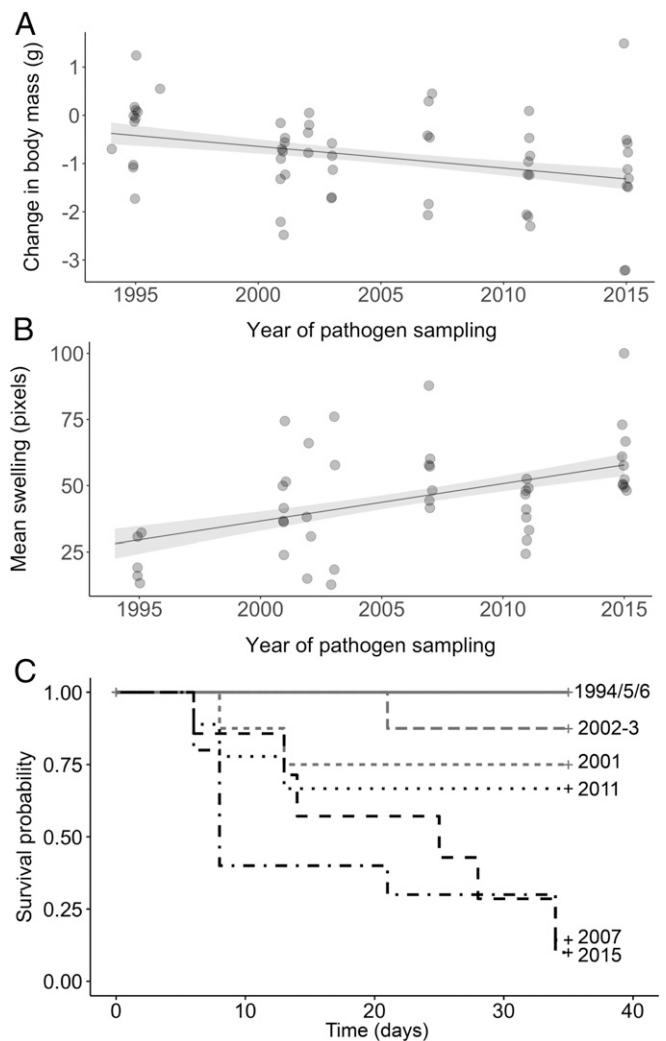 A
Change in body mass (g)
1
0
-1
-2
-3
1995 2000 2005 2010 2015
Year of pathogen sampling
B
Mean swelling (pixels)
100
75
50
25
1995 2000 2005 2010 2015
Year of pathogen sampling
C
Survival probability
1.00
0.75
0.50
0.25
0.00
1994/5/6
2002-3
2001
2011
2007
2015
0 10 20 30 40
Time (days)